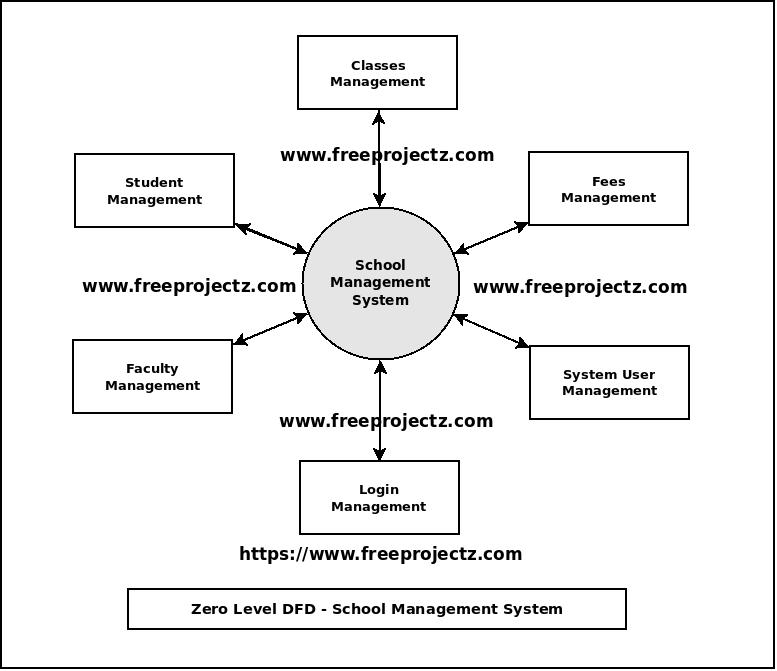 Classes
Management
www.freeprojectz.com
Student
Management
Fees
Management
School
Management
System
www.freeprojectz.com
www.freeprojectz.com
Faculty
Management
System User
Management
www.freeprojectz.com
Login
Management
https://www.freeprojectz.com
Zero Level DFD - School Management System